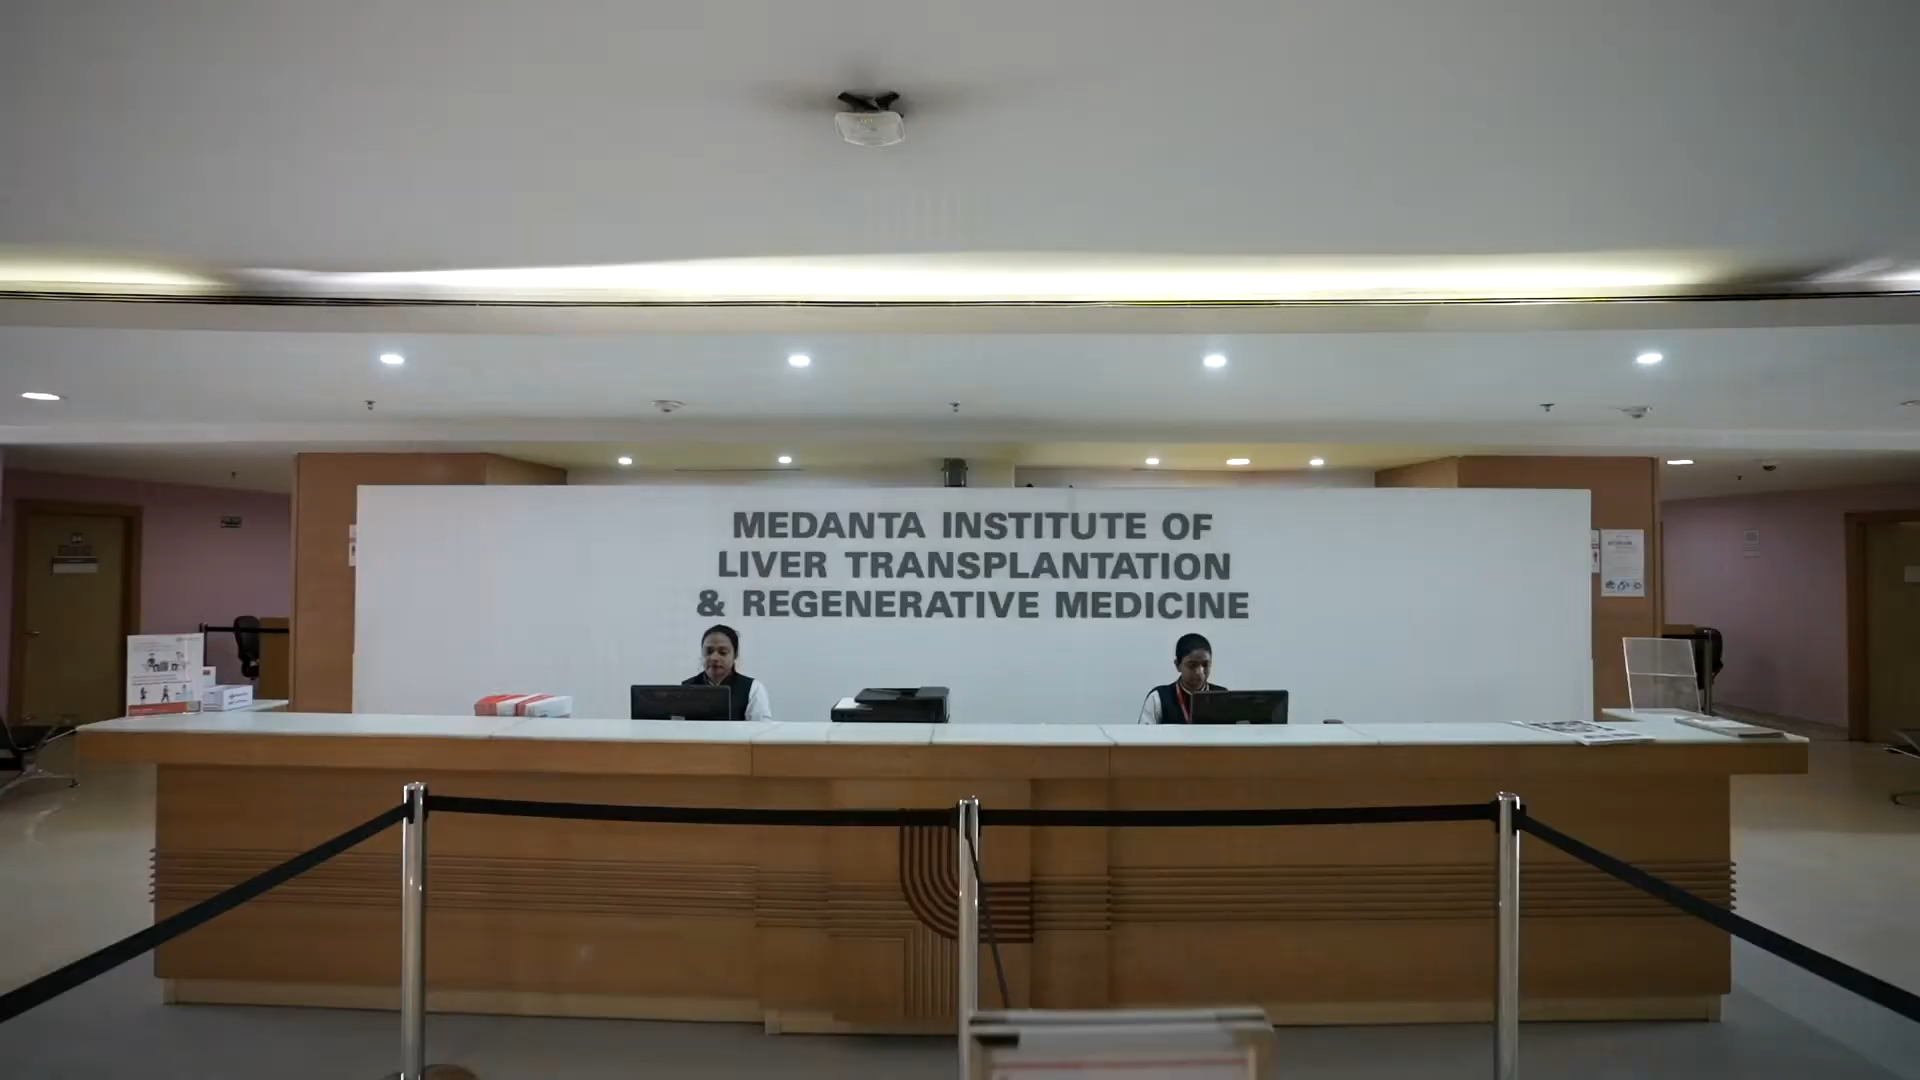 MEDANTA INSTITUTE OF
LIVER TRANSPLANTATION
& REGENERATIVE MEDICINE